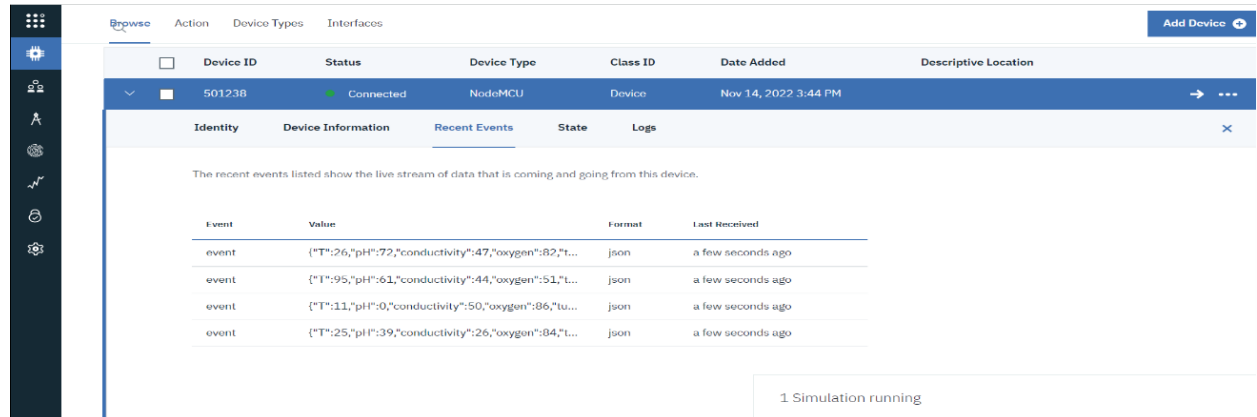 Browse Action Device Types Interfaces Add Device
Device ID Status Device Type Class ID Date Added Descriptive Location
501238 Connected NodeMCU Device Nov 14, 2022 3:44 PM
Identity Device Information Recent Events State Logs
The recent events listed show the live stream of data that is coming and going from this device.
Event Value Format Last Received
event {"T":26,"pH":72,"conductivity":47,"oxygen":82,"t... json a few seconds ago
event {"T":95,"pH":61,"conductivity":44,"oxygen":51,"t... json a few seconds ago
event {"T":11,"pH":0,"conductivity":50,"oxygen":86,"tu... json a few seconds ago
event {"T":25,"pH":39,"conductivity":26,"oxygen":84,"t... json a few seconds ago
1 Simulation running